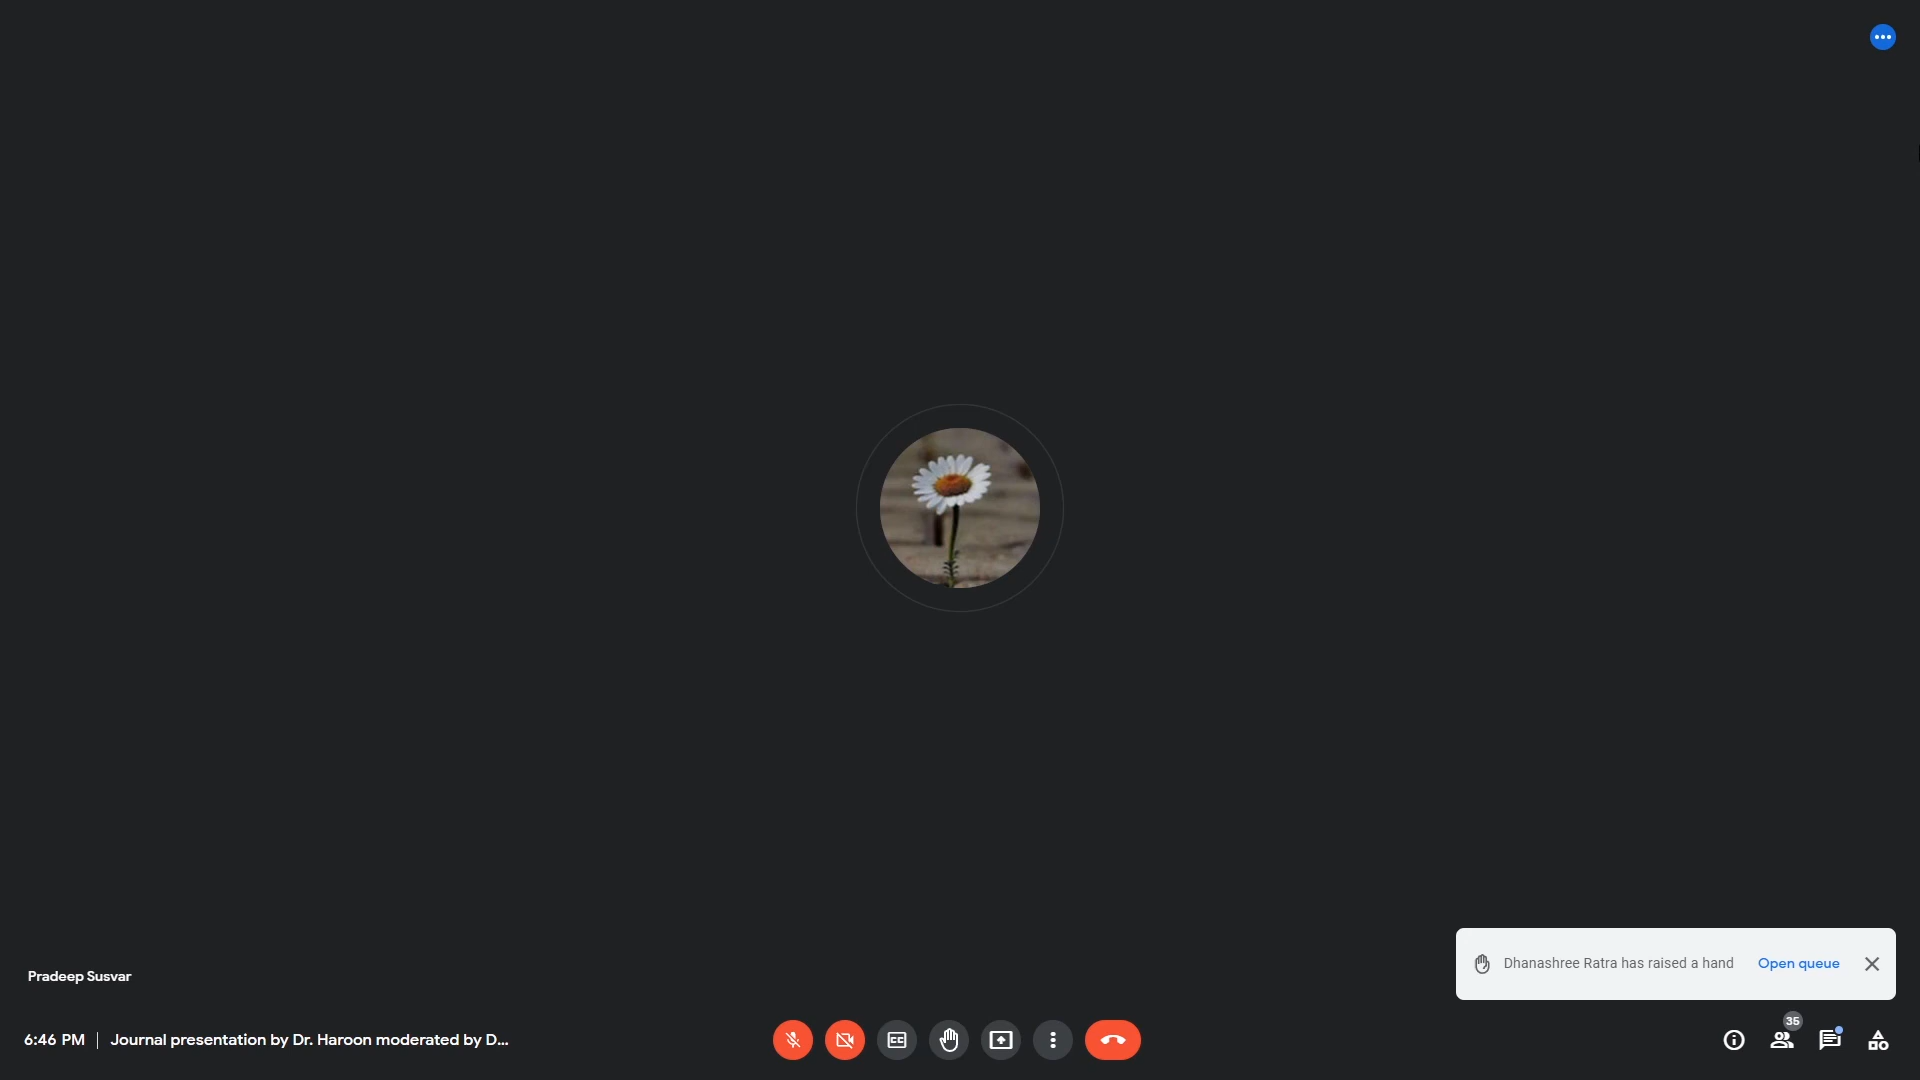 Pradeep Susvar
Dhanashree Ratra has raised a hand Open queue
6:46 PM | Journal presentation by Dr. Haroon moderated by D...
CC
35